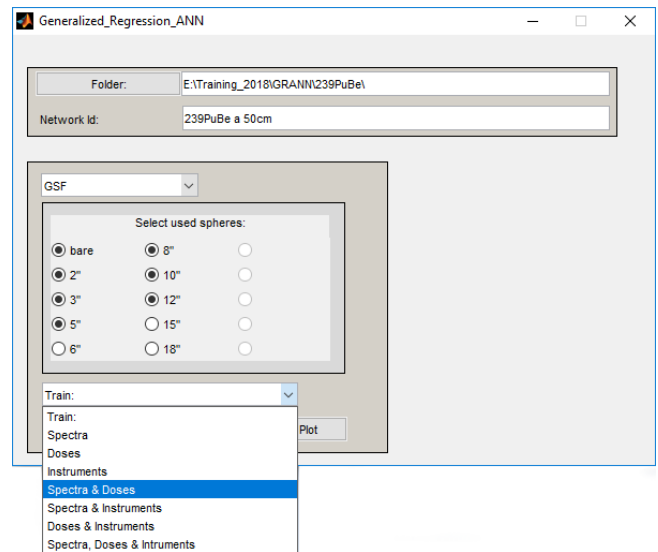 Generalized_Regression_ANN
Folder: E:\Training_2018\GRANN\239PuBe\
Network Id: 239PuBe a 50cm
GSF
Select used spheres:
bare 8"
2" 10"
3" 12"
5" 15"
6" 18"
Train:
Train:
Spectra
Plot
Doses
Instruments
Spectra & Doses
Spectra & Instruments
Doses & Instruments
Spectra, Doses & Intruments